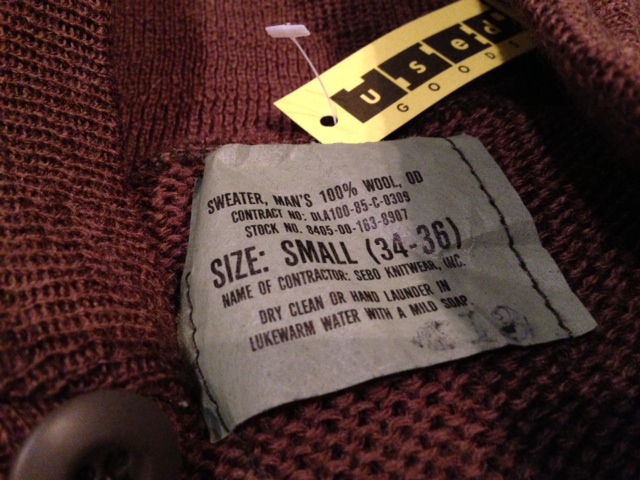 used
GOODS
SWEATER, MAN'S 100% WOOL, OD
CONTRACT NO: DLA100-85-C-0309
STOCK NO. 8405-00-163-8907
SIZE: SMALL (34-36)
NAME OF CONTRACTOR: SEBO KNITWEAR, INC.
DRY CLEAN OR HAND LAUNDER IN
LUKEWARM WATER WITH A MILD SOAP